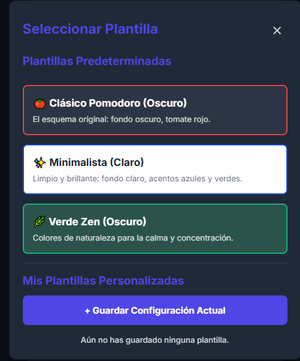 Seleccionar Plantilla
Plantillas Predeterminadas
Clásico Pomodoro (Oscuro)
El esquema original: fondo oscuro, tomate rojo.
Minimalista (Claro)
Limpio y brillante: fondo claro, acentos azules y verdes.
Verde Zen (Oscuro)
Colores de naturaleza para la calma y concentración.
Mis Plantillas Personalizadas
+ Guardar Configuración Actual
Aún no has guardado ninguna plantilla.